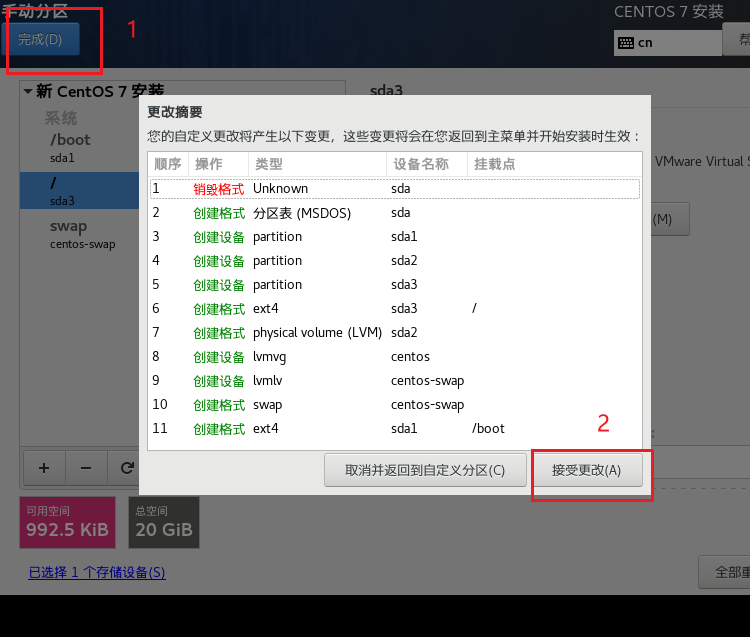 手动分区
CENTOS 7 安装
完成(D)
1
cn
帮
新 CentOS 7 安装
sda3
系统
/boot
sda1
/
sda3
swap
centos-swap
VMware Virtual S
(M)
更改摘要
您的自定义更改将产生以下变更，这些变更将会在您返回到主菜单并开始安装时生效：
顺序 操作 类型 设备名称 挂载点
1 销毁格式 Unknown sda
2 创建格式 分区表 (MSDOS) sda
3 创建设备 partition sda1
4 创建设备 partition sda2
5 创建设备 partition sda3
6 创建格式 ext4 sda3 /
7 创建格式 physical volume (LVM) sda2
8 创建设备 lvmvg centos
9 创建设备 lvmlv centos-swap
10 创建格式 swap centos-swap
11 创建格式 ext4 sda1 /boot
2
取消并返回到自定义分区(C)
接受更改(A)
可用空间
992.5 KiB
总空间
20 GiB
已选择 1 个存储设备(S)
全部重